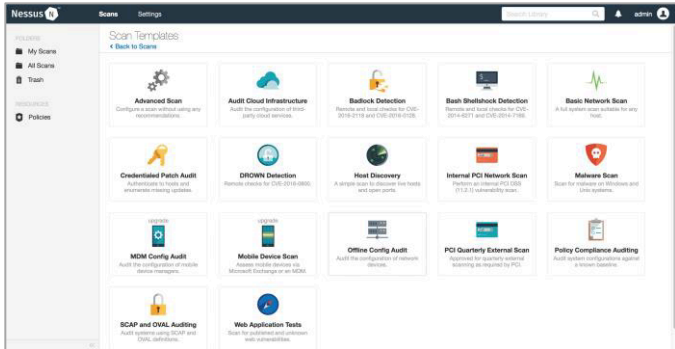 Nessus N Scans Settings Search Library admin
FOLDERS
My Scans
All Scans
Trash
RESOURCES
Policies
Scan Templates
Back to Scans
Advanced Scan
Configure a scan without using any
recommendations.
Audit Cloud Infrastructure
Audit the configuration of third-
party cloud services.
Badlock Detection
Remote and local checks for CVE-
2016-2118 and CVE-2016-0128.
Bash Shellshock Detection
Remote and local checks for CVE-
2014-6271 and CVE-2014-7169.
Basic Network Scan
A full system scan suitable for any
host.
Credentialed Patch Audit
Authenticate to hosts and
enumerate missing updates.
DROWN Detection
Remote checks for CVE-2016-0800.
Host Discovery
A simple scan to discover live hosts
and open ports.
Internal PCI Network Scan
Perform an internal PCI DSS
(11.2.1) vulnerability scan.
Malware Scan
Scan for malware on Windows and
Unix systems.
upgrade
MDM Config Audit
Audit the configuration of mobile
device managers.
upgrade
Mobile Device Scan
Assess mobile devices via
Microsoft Exchange or an MDM.
Offline Config Audit
Audit the configuration of network
devices.
PCI Quarterly External Scan
Approved for quarterly external
scanning as required by PCI.
Policy Compliance Auditing
Audit system configurations against
a known baseline.
SCAP and OVAL Auditing
Audit systems using SCAP and
OVAL definitions.
Web Application Tests
Scan for published and unknown
web vulnerabilities.